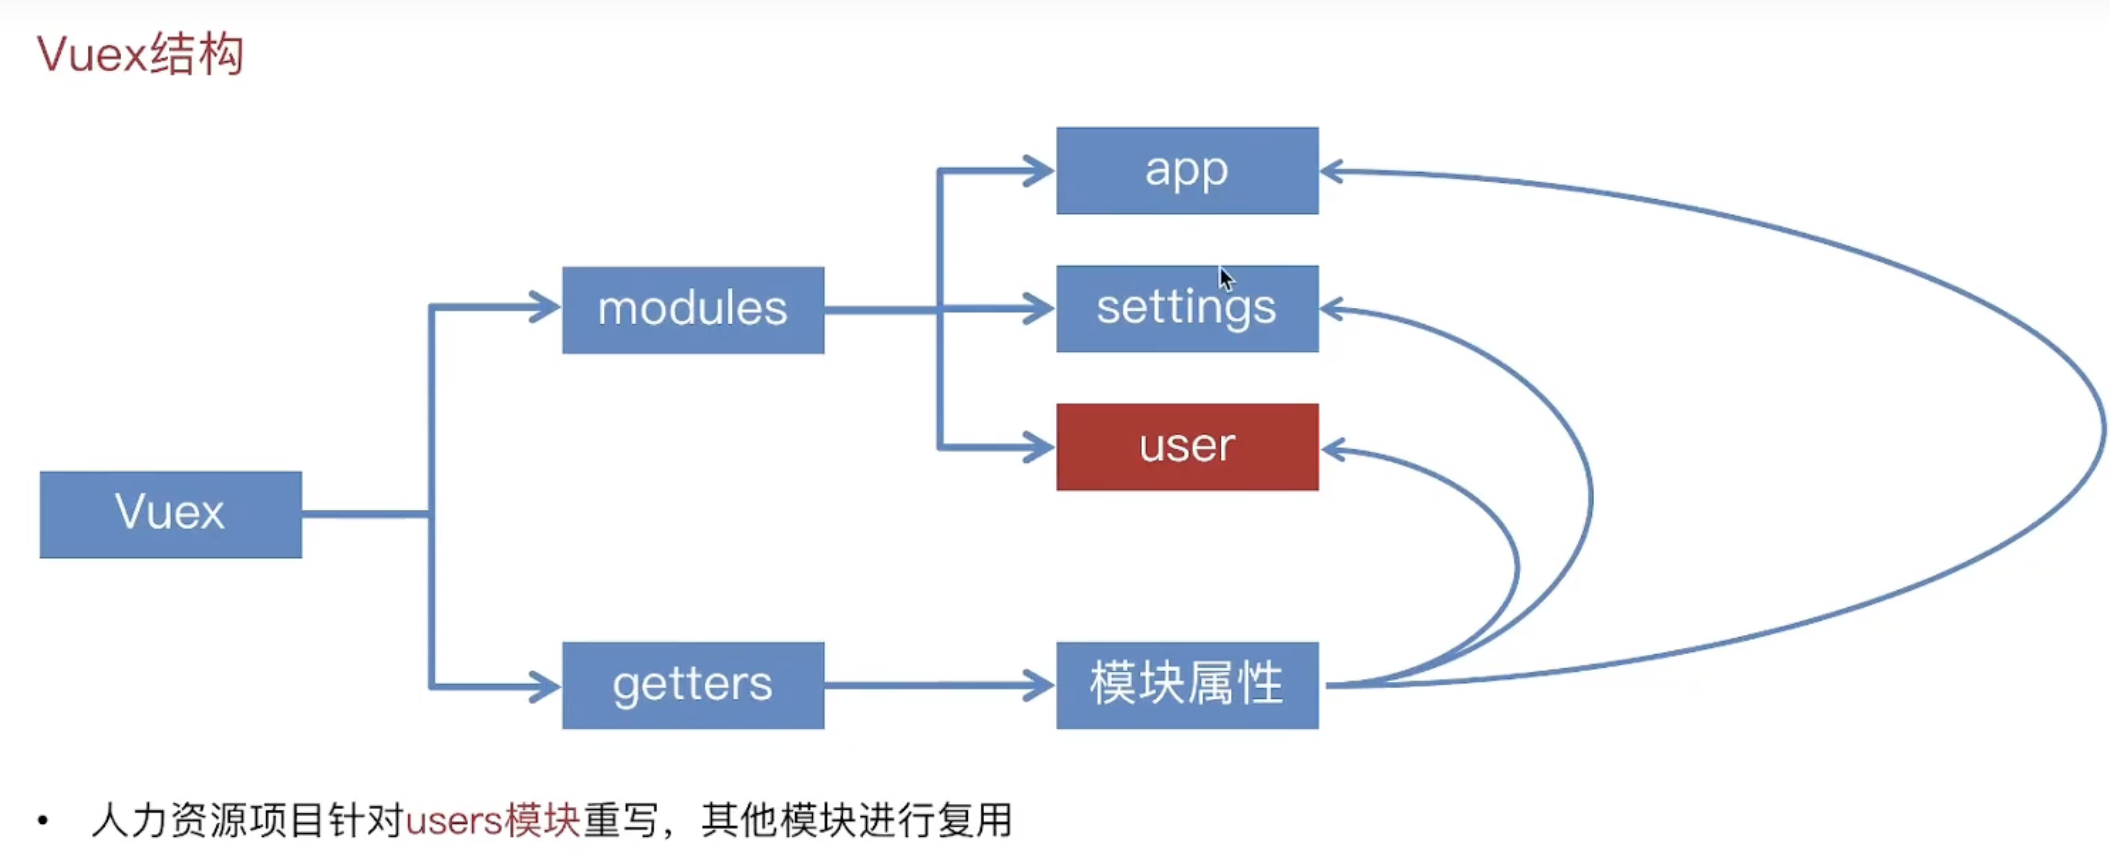 Vuex结构
app
modules
settings
user
Vuex
getters
模块属性
• 人力资源项目针对users模块重写，其他模块进行复用